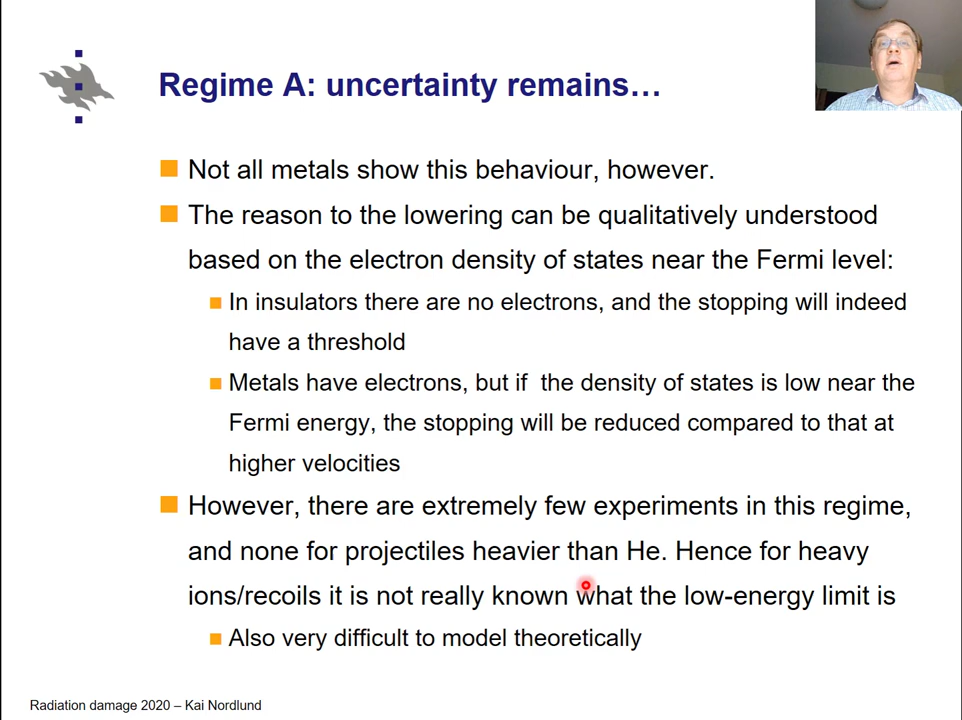 Regime A: uncertainty remains…
Not all metals show this behaviour, however.
The reason to the lowering can be qualitatively understood
based on the electron density of states near the Fermi level:
In insulators there are no electrons, and the stopping will indeed
have a threshold
Metals have electrons, but if  the density of states is low near the
Fermi energy, the stopping will be reduced compared to that at
higher velocities
However, there are extremely few experiments in this regime,
and none for projectiles heavier than He. Hence for heavy
ions/recoils it is not really known what the low-energy limit is
Also very difficult to model theoretically
Radiation damage 2020 – Kai Nordlund